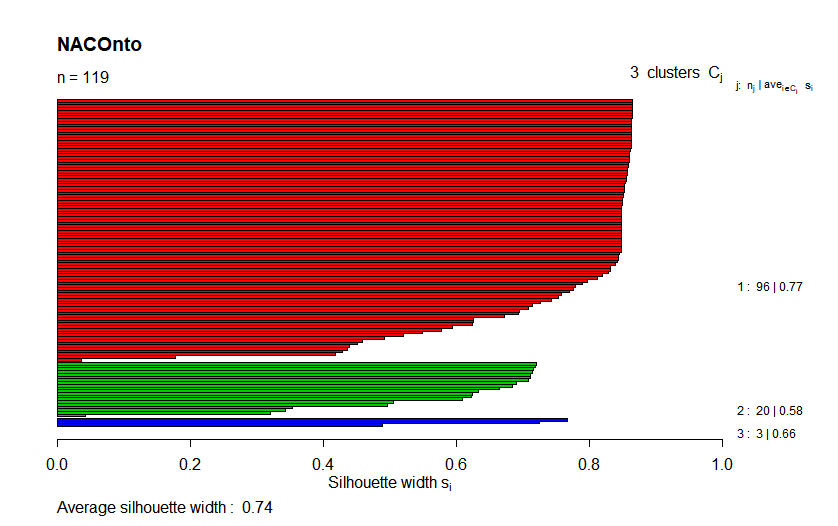 NACOnto
n = 119
3 clusters Cj
j: nj | avei∈Cj si
1 : 96 | 0.77
2 : 20 | 0.58
3 : 3 | 0.66
0.0 0.2 0.4 0.6 0.8 1.0
Silhouette width si
Average silhouette width : 0.74